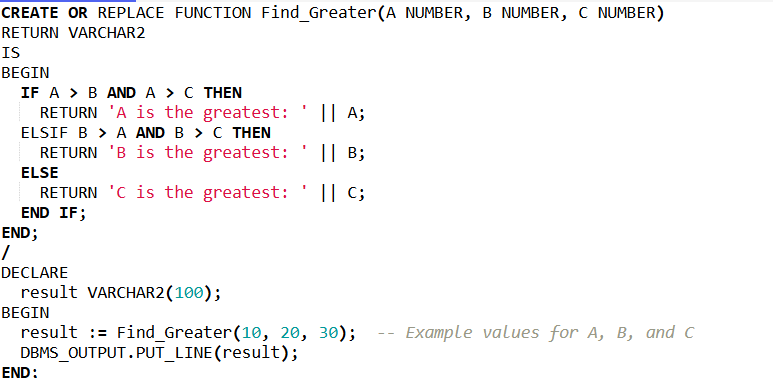 CREATE OR REPLACE FUNCTION Find_Greater(A NUMBER, B NUMBER, C NUMBER)
RETURN VARCHAR2
IS
BEGIN
  IF A > B AND A > C THEN
    RETURN 'A is the greatest: ' || A;
  ELSIF B > A AND B > C THEN
    RETURN 'B is the greatest: ' || B;
  ELSE
    RETURN 'C is the greatest: ' || C;
  END IF;
END;
/
DECLARE
  result VARCHAR2(100);
BEGIN
  result := Find_Greater(10, 20, 30);  -- Example values for A, B, and C
  DBMS_OUTPUT.PUT_LINE(result);
END;